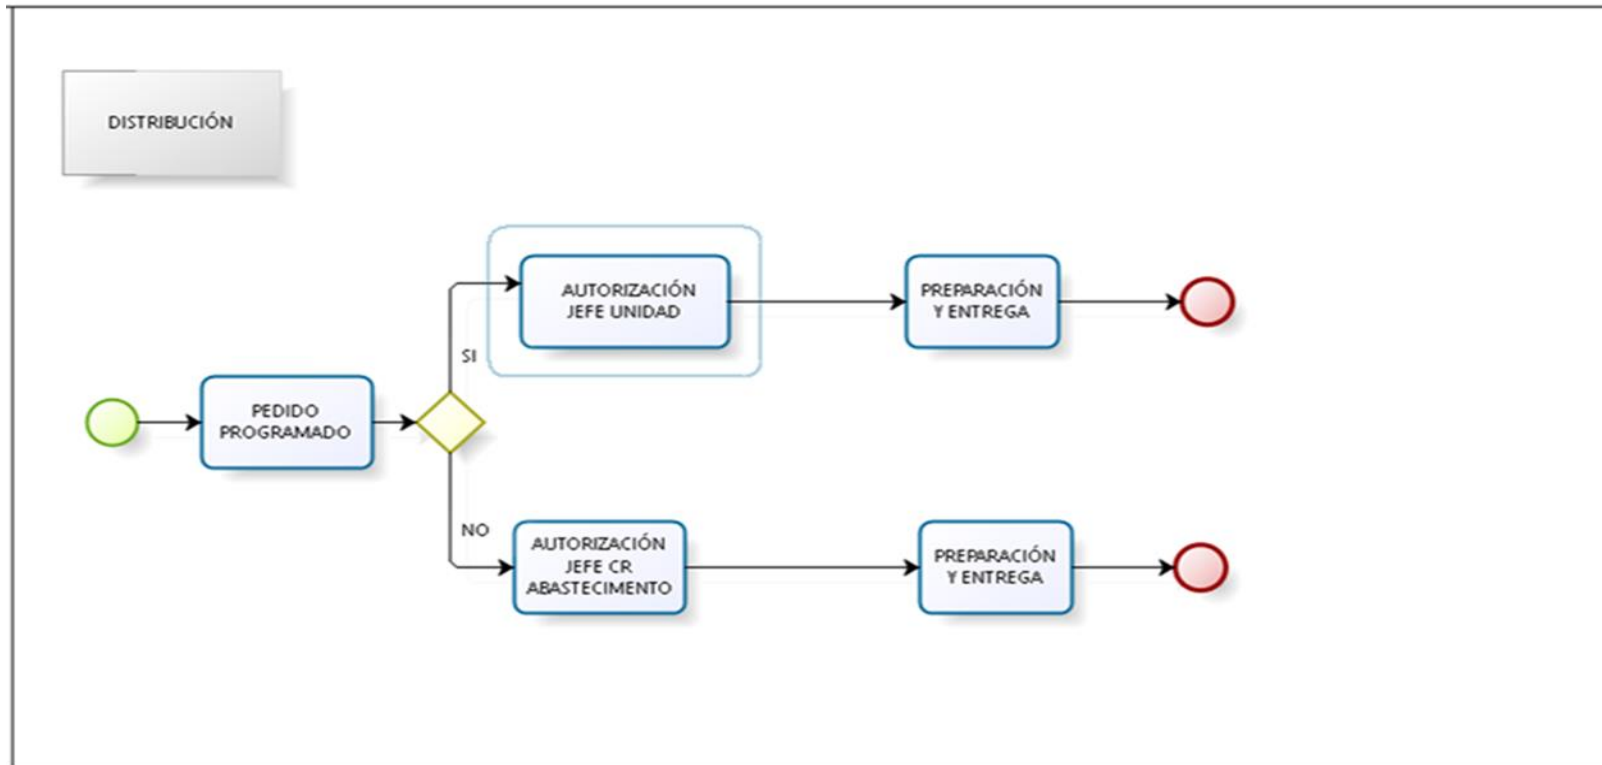 DISTRIBUCIÓN
AUTORIZACIÓN
JEFE UNIDAD
PREPARACIÓN
Y ENTREGA
SI
PEDIDO
PROGRAMADO
NO
AUTORIZACIÓN
JEFE CR
ABASTECIMENTO
PREPARACIÓN
Y ENTREGA